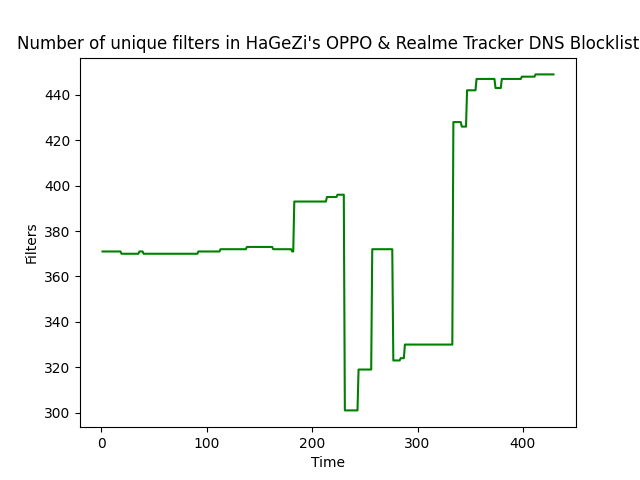 Number of unique filters in HaGeZi's OPPO & Realme Tracker DNS Blocklist
440
420
400
380
360
340
320
300
Filters
0 100 200 300 400
Time